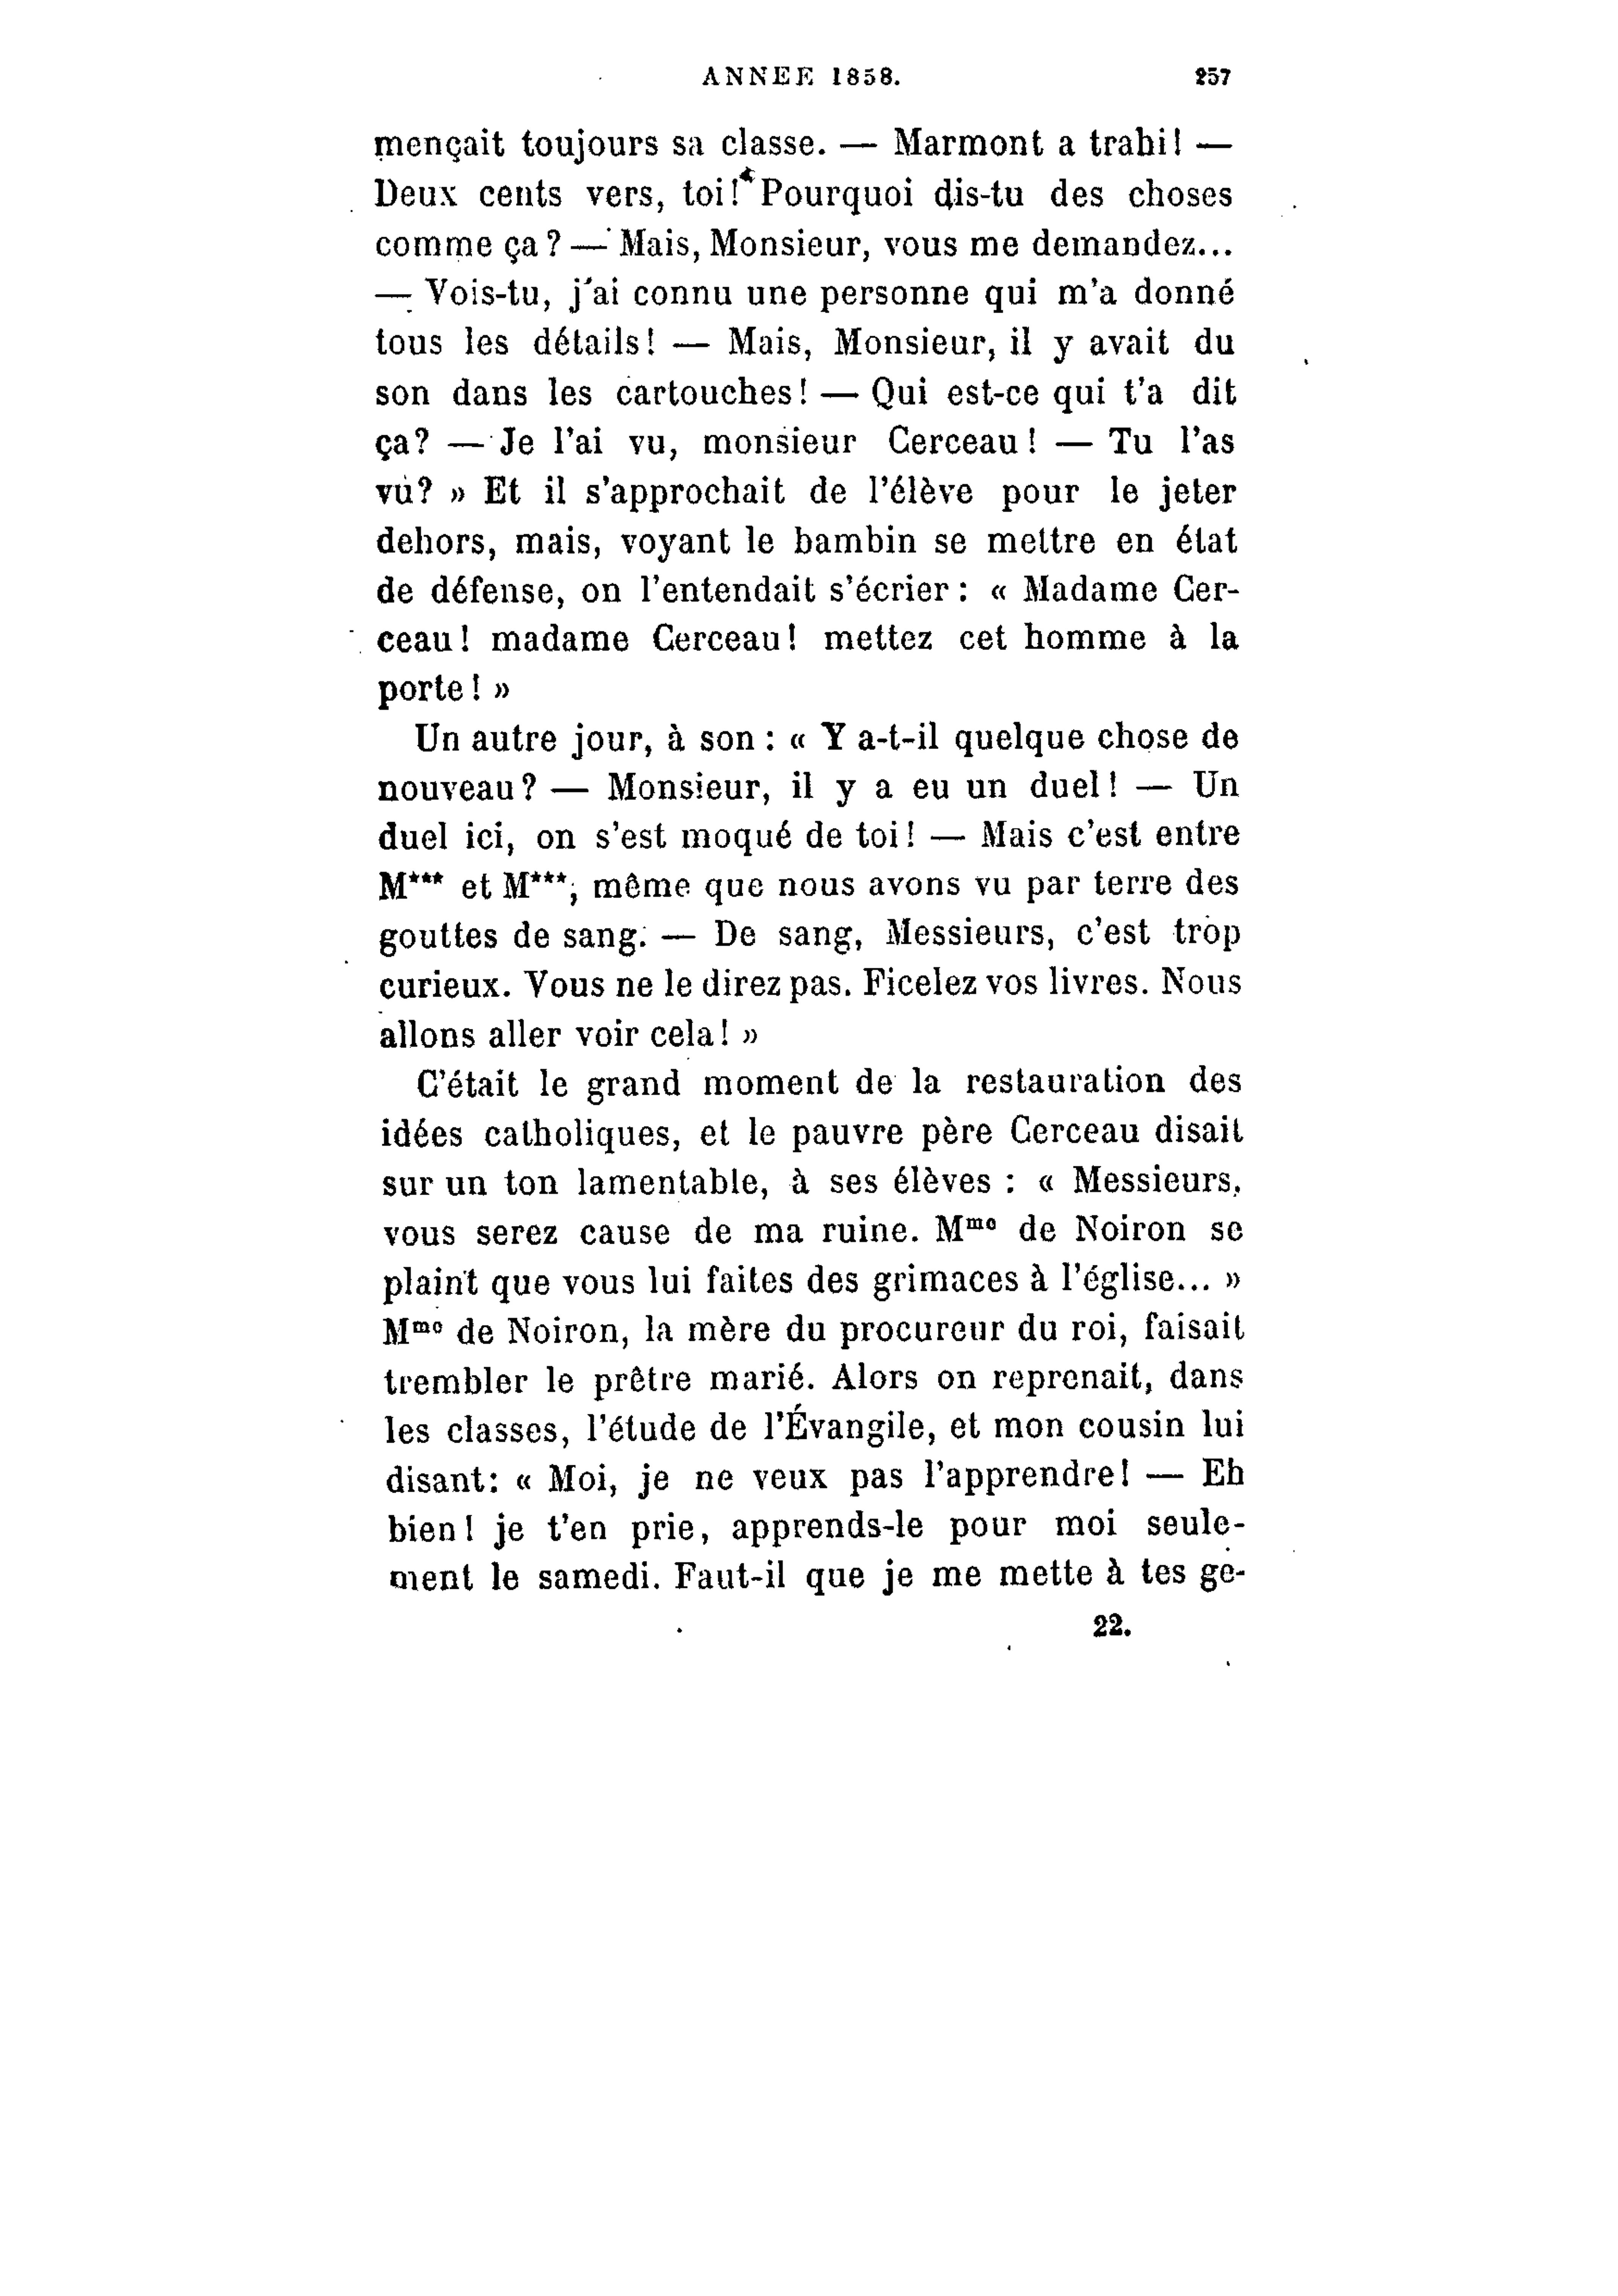 ANNEE 1858. 257
mençait toujours sa classe. — Marmont a trahi! —
Deux cents vers, toi! Pourquoi dis-tu des choses
comme ça? — Mais, Monsieur, vous me demandez...
— Vois-tu, j'ai connu une personne qui m'a donné
tous les détails! — Mais, Monsieur, il y avait du
son dans les cartouches! — Qui est-ce qui t'a dit
ça? — Je l'ai vu, monsieur Cerceau! — Tu l'as
vu? » Et il s'approchait de l'élève pour le jeter
dehors, mais, voyant le bambin se mettre en état
de défense, on l'entendait s'écrier: « Madame Cer-
ceau! madame Cerceau! mettez cet homme à la
porte! »
Un autre jour, à son : « Y a-t-il quelque chose de
nouveau? — Monsieur, il y a eu un duel! — Un
duel ici, on s'est moqué de toi! — Mais c'est entre
M*** et M***; même que nous avons vu par terre des
gouttes de sang. — De sang, Messieurs, c'est trop
curieux. Vous ne le direz pas. Ficelez vos livres. Nous
allons aller voir cela! »
C'était le grand moment de la restauration des
idées catholiques, et le pauvre père Cerceau disait
sur un ton lamentable, à ses élèves : « Messieurs,
vous serez cause de ma ruine. Mme de Noiron se
plaint que vous lui faites des grimaces à l'église... »
Mme de Noiron, la mère du procureur du roi, faisait
trembler le prêtre marié. Alors on reprenait, dans
les classes, l'étude de l'Évangile, et mon cousin lui
disant: « Moi, je ne veux pas l'apprendre! — Eh
bien! je t'en prie, apprends-le pour moi seule-
ment le samedi. Faut-il que je me mette à tes ge-
22.